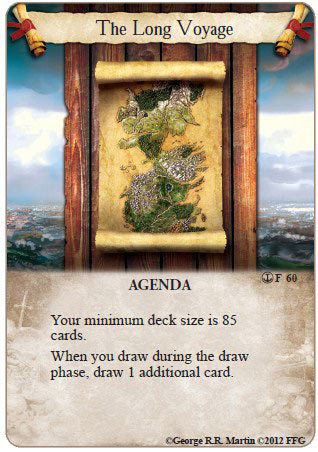 The Long Voyage
AGENDA
F 60
Your minimum deck size is 85
cards.
When you draw during the draw
phase, draw 1 additional card.
©George R.R. Martin ©2012 FFG